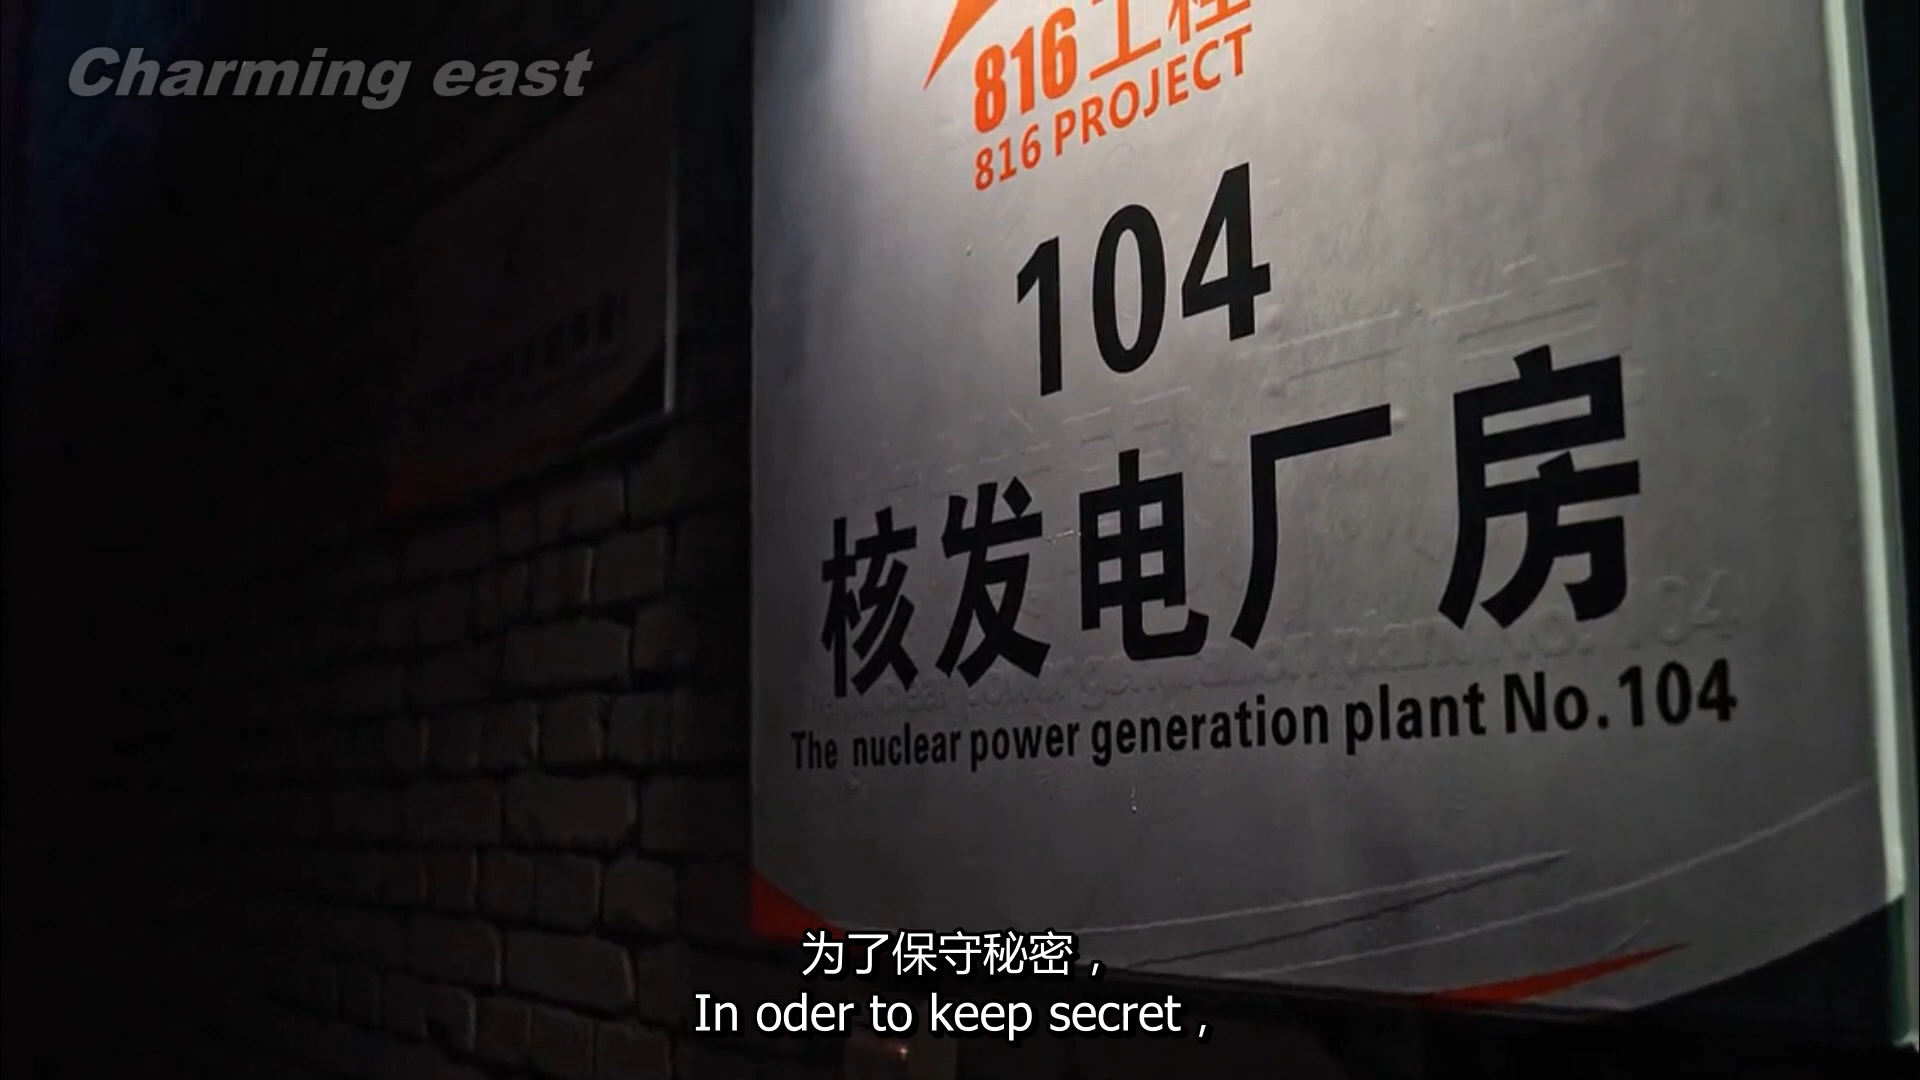 Charming east
816工程
816 PROJECT
104
核发电厂房
The nuclear power generation plant No.104
为了保守秘密，
In oder to keep secret，